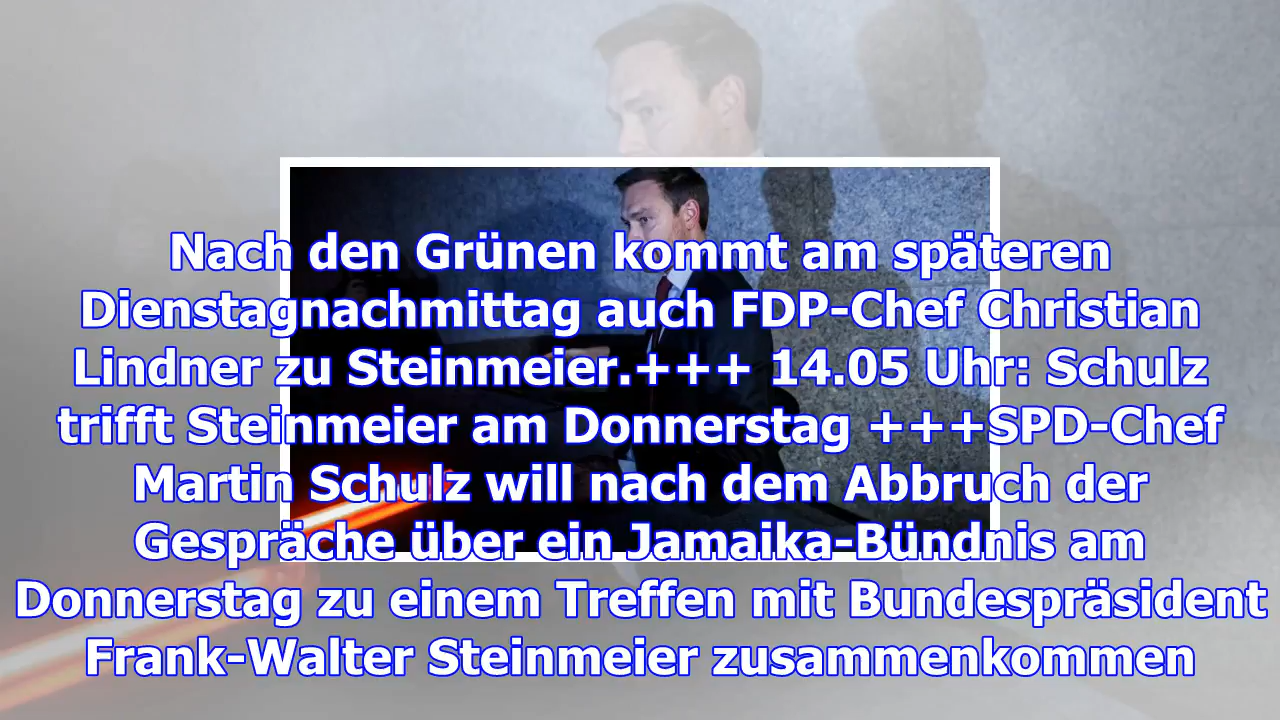 Nach den Grünen kommt am späteren
Dienstagnachmittag auch FDP-Chef Christian
Lindner zu Steinmeier.+++ 14.05 Uhr: Schulz
trifft Steinmeier am Donnerstag +++SPD-Chef
Martin Schulz will nach dem Abbruch der
Gespräche über ein Jamaika-Bündnis am
Donnerstag zu einem Treffen mit Bundespräsident
Frank-Walter Steinmeier zusammenkommen